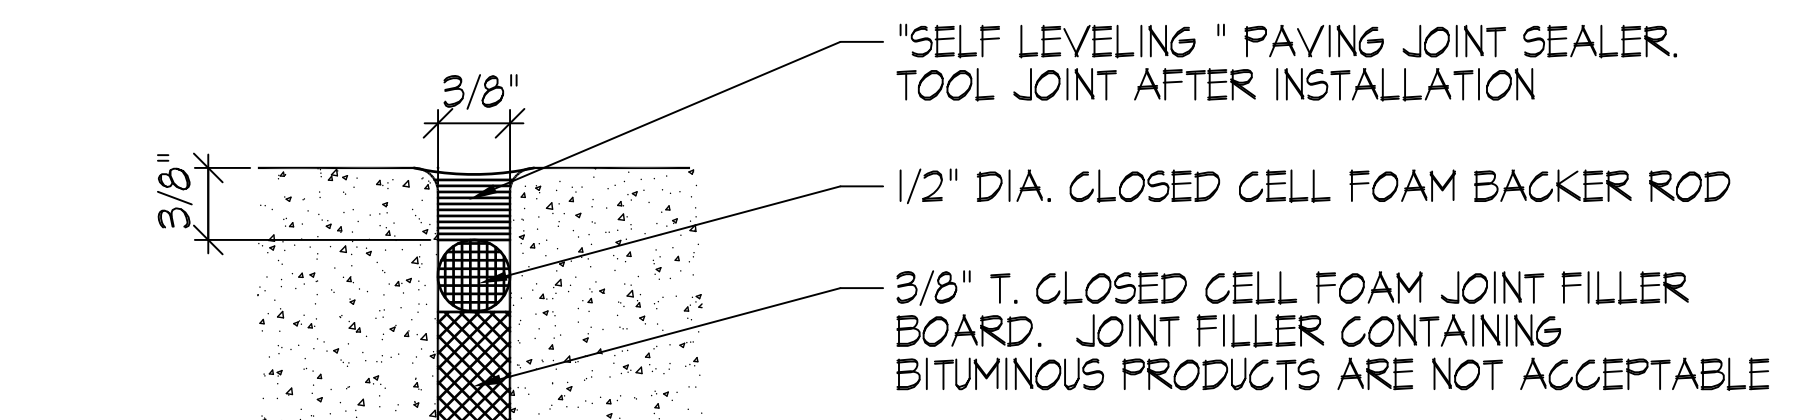 "SELF LEVELING " PAVING JOINT SEALER.
TOOL JOINT AFTER INSTALLATION
3/8"
3/8"
1/2" DIA. CLOSED CELL FOAM BACKER ROD
3/8" T. CLOSED CELL FOAM JOINT FILLER
BOARD.  JOINT FILLER CONTAINING
BITUMINOUS PRODUCTS ARE NOT ACCEPTABLE